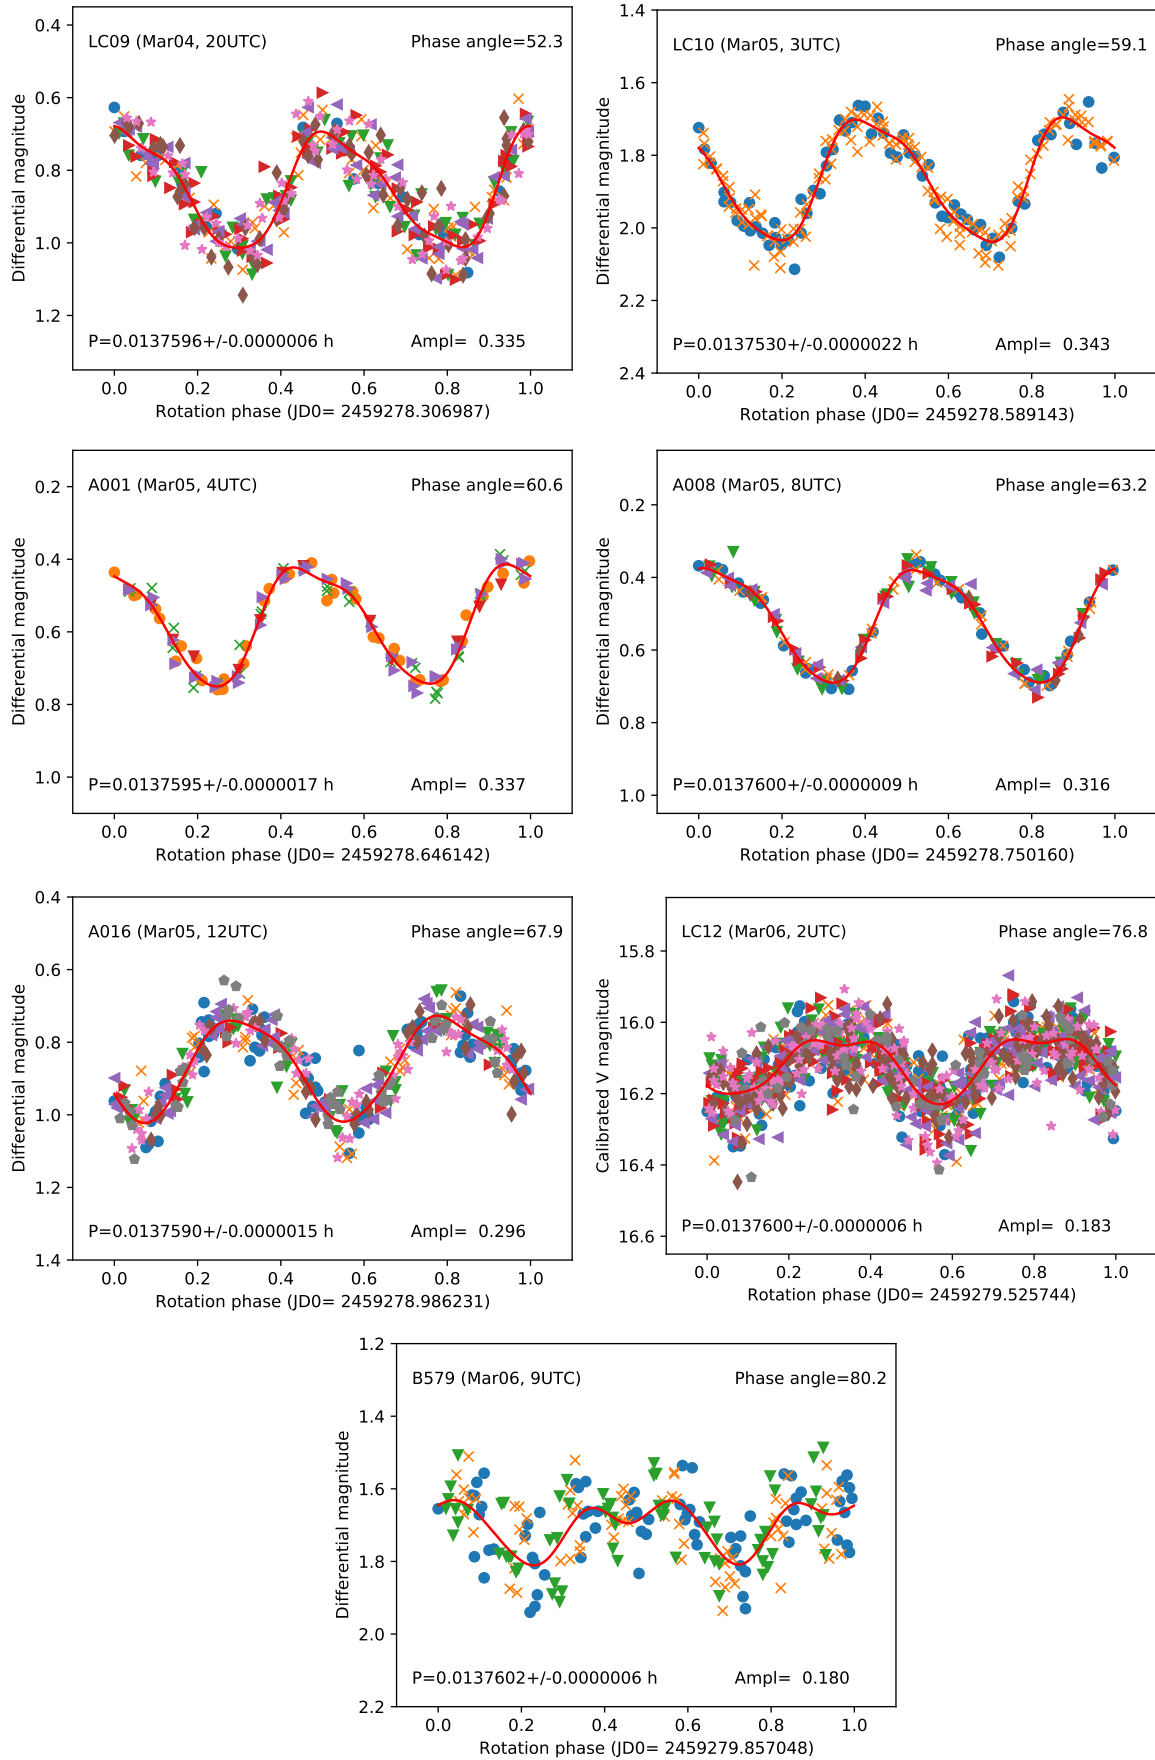 LC09 (Mar04, 20UTC) Phase angle=52.3
0.4
0.6
0.8
1.0
1.2
Differential magnitude
P=0.0137596+/-0.0000006 h Ampl= 0.335
0.0 0.2 0.4 0.6 0.8 1.0
Rotation phase (JD0= 2459278.306987)
LC10 (Mar05, 3UTC) Phase angle=59.1
1.4
1.6
1.8
2.0
2.2
2.4
Differential magnitude
P=0.0137530+/-0.0000022 h Ampl= 0.343
0.0 0.2 0.4 0.6 0.8 1.0
Rotation phase (JD0= 2459278.589143)
A001 (Mar05, 4UTC) Phase angle=60.6
0.2
0.4
0.6
0.8
1.0
Differential magnitude
P=0.0137595+/-0.0000017 h Ampl= 0.337
0.0 0.2 0.4 0.6 0.8 1.0
Rotation phase (JD0= 2459278.646142)
A008 (Mar05, 8UTC) Phase angle=63.2
0.2
0.4
0.6
0.8
1.0
Differential magnitude
P=0.0137600+/-0.0000009 h Ampl= 0.316
0.0 0.2 0.4 0.6 0.8 1.0
Rotation phase (JD0= 2459278.750160)
A016 (Mar05, 12UTC) Phase angle=67.9
0.4
0.6
0.8
1.0
1.2
1.4
Differential magnitude
P=0.0137590+/-0.0000015 h Ampl= 0.296
0.0 0.2 0.4 0.6 0.8 1.0
Rotation phase (JD0= 2459278.986231)
LC12 (Mar06, 2UTC) Phase angle=76.8
15.8
16.0
16.2
16.4
16.6
Calibrated V magnitude
P=0.0137600+/-0.0000006 h Ampl= 0.183
0.0 0.2 0.4 0.6 0.8 1.0
Rotation phase (JD0= 2459279.525744)
B579 (Mar06, 9UTC) Phase angle=80.2
1.2
1.4
1.6
1.8
2.0
2.2
Differential magnitude
P=0.0137602+/-0.0000006 h Ampl= 0.180
0.0 0.2 0.4 0.6 0.8 1.0
Rotation phase (JD0= 2459279.857048)